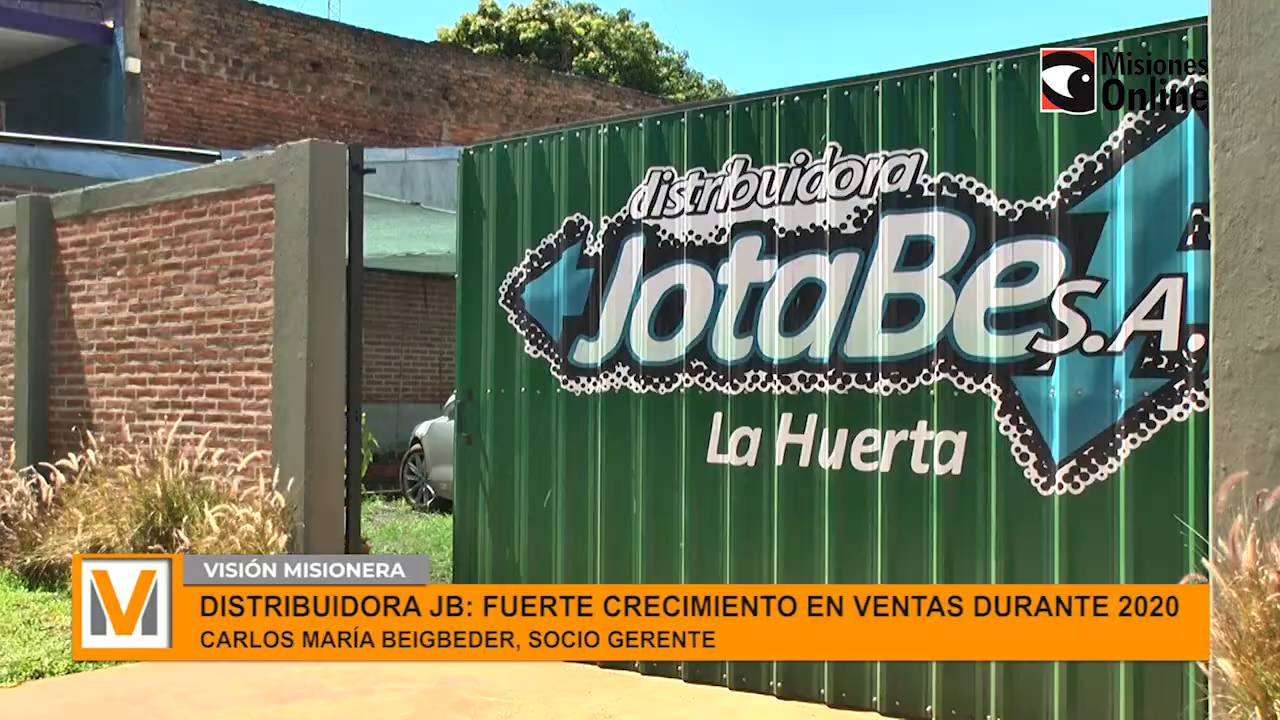 Misiones
Online
distribuidora
JotaBe
S.A.
La Huerta
VISIÓN MISIONERA
DISTRIBUIDORA JB: FUERTE CRECIMIENTO EN VENTAS DURANTE 2020
CARLOS MARÍA BEIGBEDER, SOCIO GERENTE